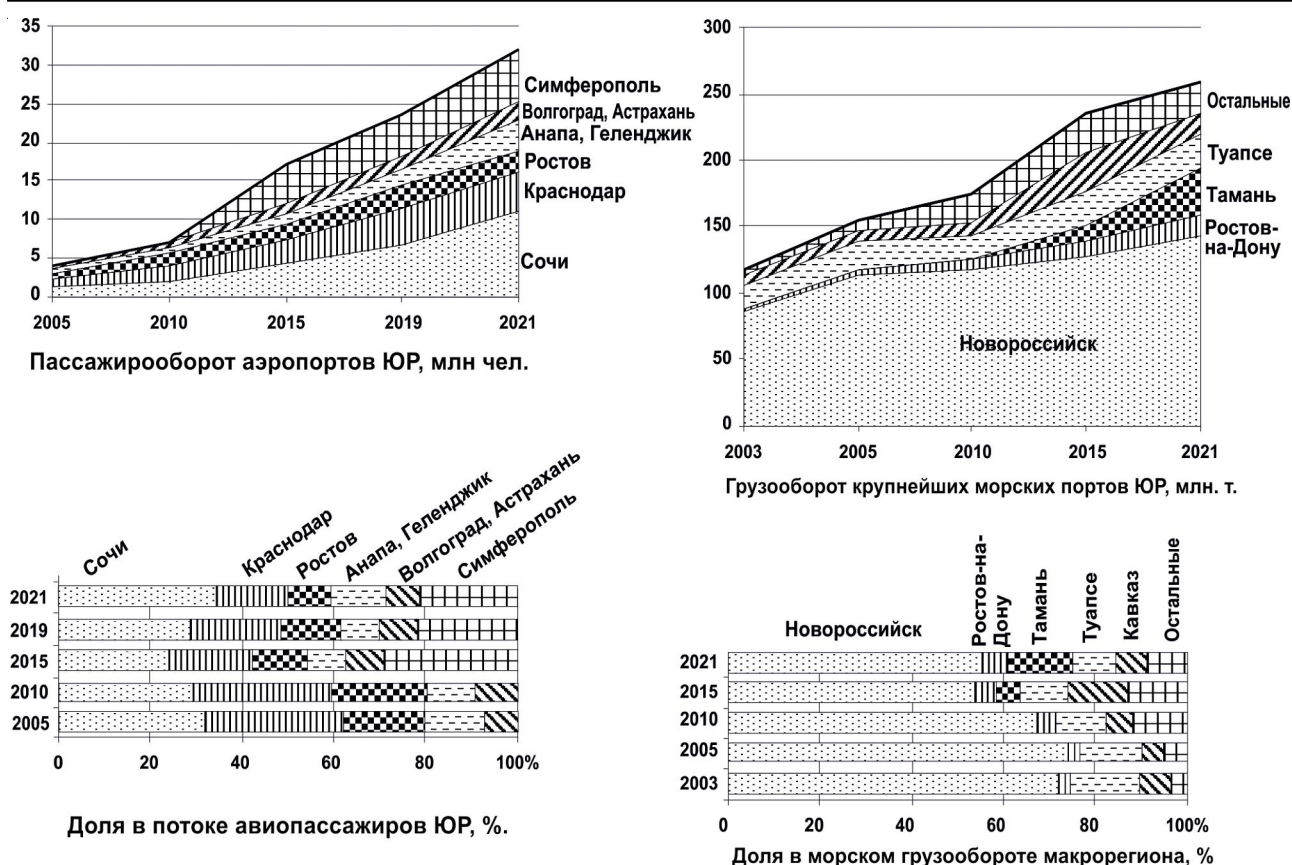 35
30
25
20
15
10
5
0
2005 2010 2015 2019 2021
Симферополь
Волгоград, Астрахань
Анапа, Геленджик
Ростов
Краснодар
Сочи
Пассажирооборот аэропортов ЮР, млн чел.
300
250
200
150
100
50
0
2003 2005 2010 2015 2021
Остальные
Туапсе
Тамань
Ростов-
на-Дону
Новороссийск
Грузооборот крупнейших морских портов ЮР, млн. т.
Сочи
Краснодар
Ростов
Анапа, Геленджик
Волгоград, Астрахань
Симферополь
2021
2019
2015
2010
2005
0 20 40 60 80 100%
Доля в потоке авиопассажиров ЮР, %.
Новороссийск
Ростов-на-
Дону
Тамань
Туапсе
Кавказ
Остальные
2021
2015
2010
2005
2003
0 20 40 60 80 100%
Доля в морском грузообороте макрорегиона, %